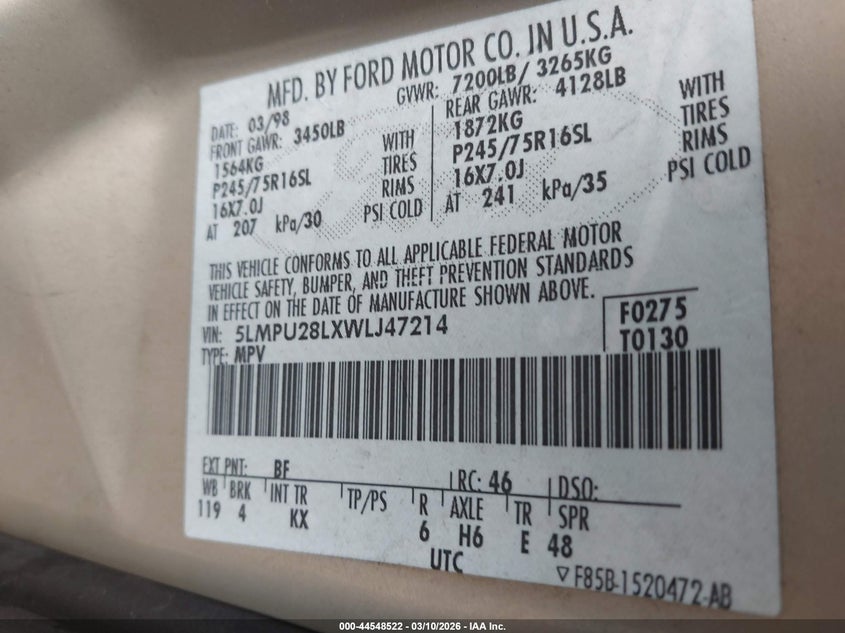 MFD. BY FORD MOTOR CO. IN U.S.A.
DATE: 03/98 GVWR: 7200LB/ 3265KG
FRONT GAWR: 3450LB REAR GAWR: 4128LB
1564KG WITH 1872KG WITH
P245/75R16SL TIRES P245/75R16SL TIRES
16X7.0J RIMS 16X7.0J RIMS
AT 207 kPa/30 PSI COLD AT 241 kPa/35 PSI COLD
THIS VEHICLE CONFORMS TO ALL APPLICABLE FEDERAL MOTOR
VEHICLE SAFETY, BUMPER, AND THEFT PREVENTION STANDARDS
IN EFFECT ON THE DATE OF MANUFACTURE SHOWN ABOVE.
VIN: 5LMPU28LXWLJ47214 F0275
TYPE: MPV T0130
EXT PNT: BF RC: 46 DSO:
WB BRK INT TR TP/PS R AXLE TR SPR
119 4 KX 6 H6 E 48
UTC
F85B-1520472-AB
000-44548522 - 03/10/2026 - IAA Inc.